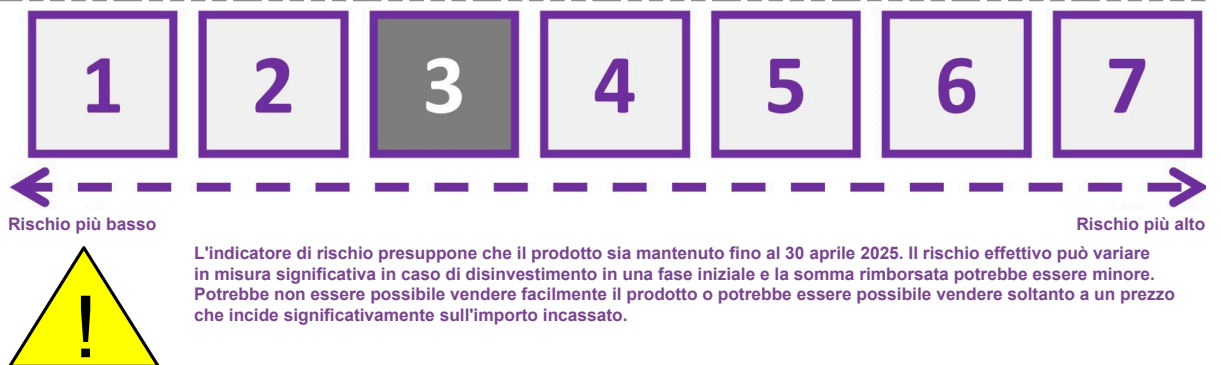 1 2 3 4 5 6 7
Rischio più basso Rischio più alto
L'indicatore di rischio presuppone che il prodotto sia mantenuto fino al 30 aprile 2025. Il rischio effettivo può variare
in misura significativa in caso di disinvestimento in una fase iniziale e la somma rimborsata potrebbe essere minore.
Potrebbe non essere possibile vendere facilmente il prodotto o potrebbe essere possibile vendere soltanto a un prezzo
che incide significativamente sull'importo incassato.
!